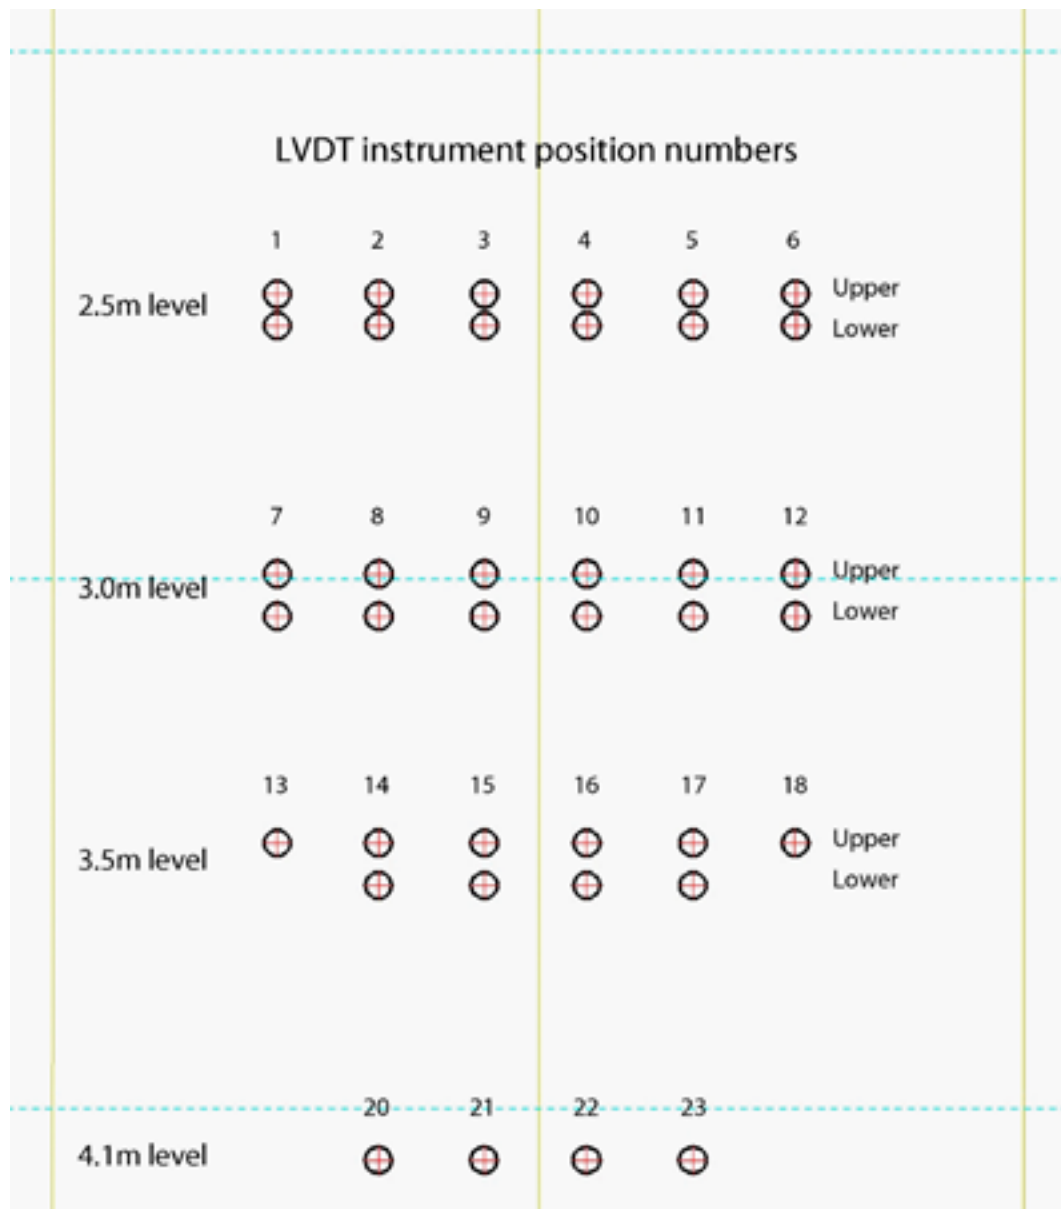 LVDT instrument position numbers
1 2 3 4 5 6
2.5m level Upper
Lower
7 8 9 10 11 12
3.0m level Upper
Lower
13 14 15 16 17 18
3.5m level Upper
Lower
20 21 22 23
4.1m level